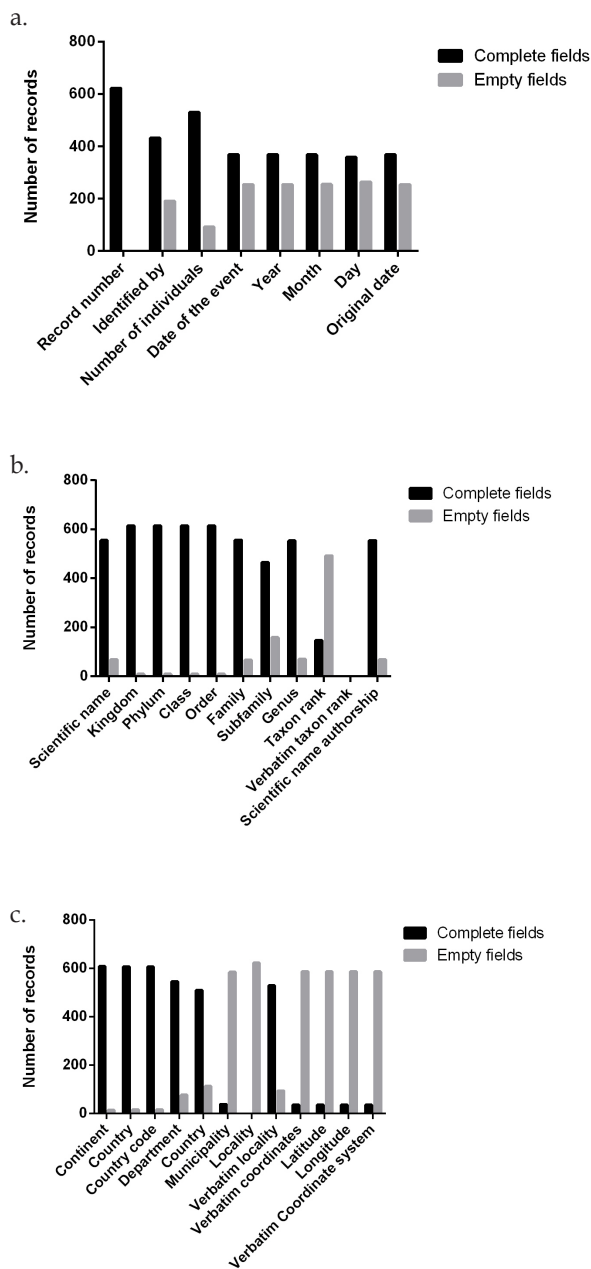 a.
800
600
400
200
0
Number of records
Complete fields
Empty fields
Record number
Identified by
Number of individuals
Date of the event
Year
Month
Day
Original date
b.
800
600
400
200
0
Number of records
Complete fields
Empty fields
Scientific name
Kingdom
Phylum
Class
Order
Family
Subfamily
Genus
Taxon rank
Verbatim taxon rank
Scientific name authorship
c.
800
600
400
200
0
Number of records
Complete fields
Empty fields
Continent
Country
Country code
Department
Country
Municipality
Locality
Verbatim locality
Verbatim coordinates
Latitude
Longitude
Verbatim Coordinate system